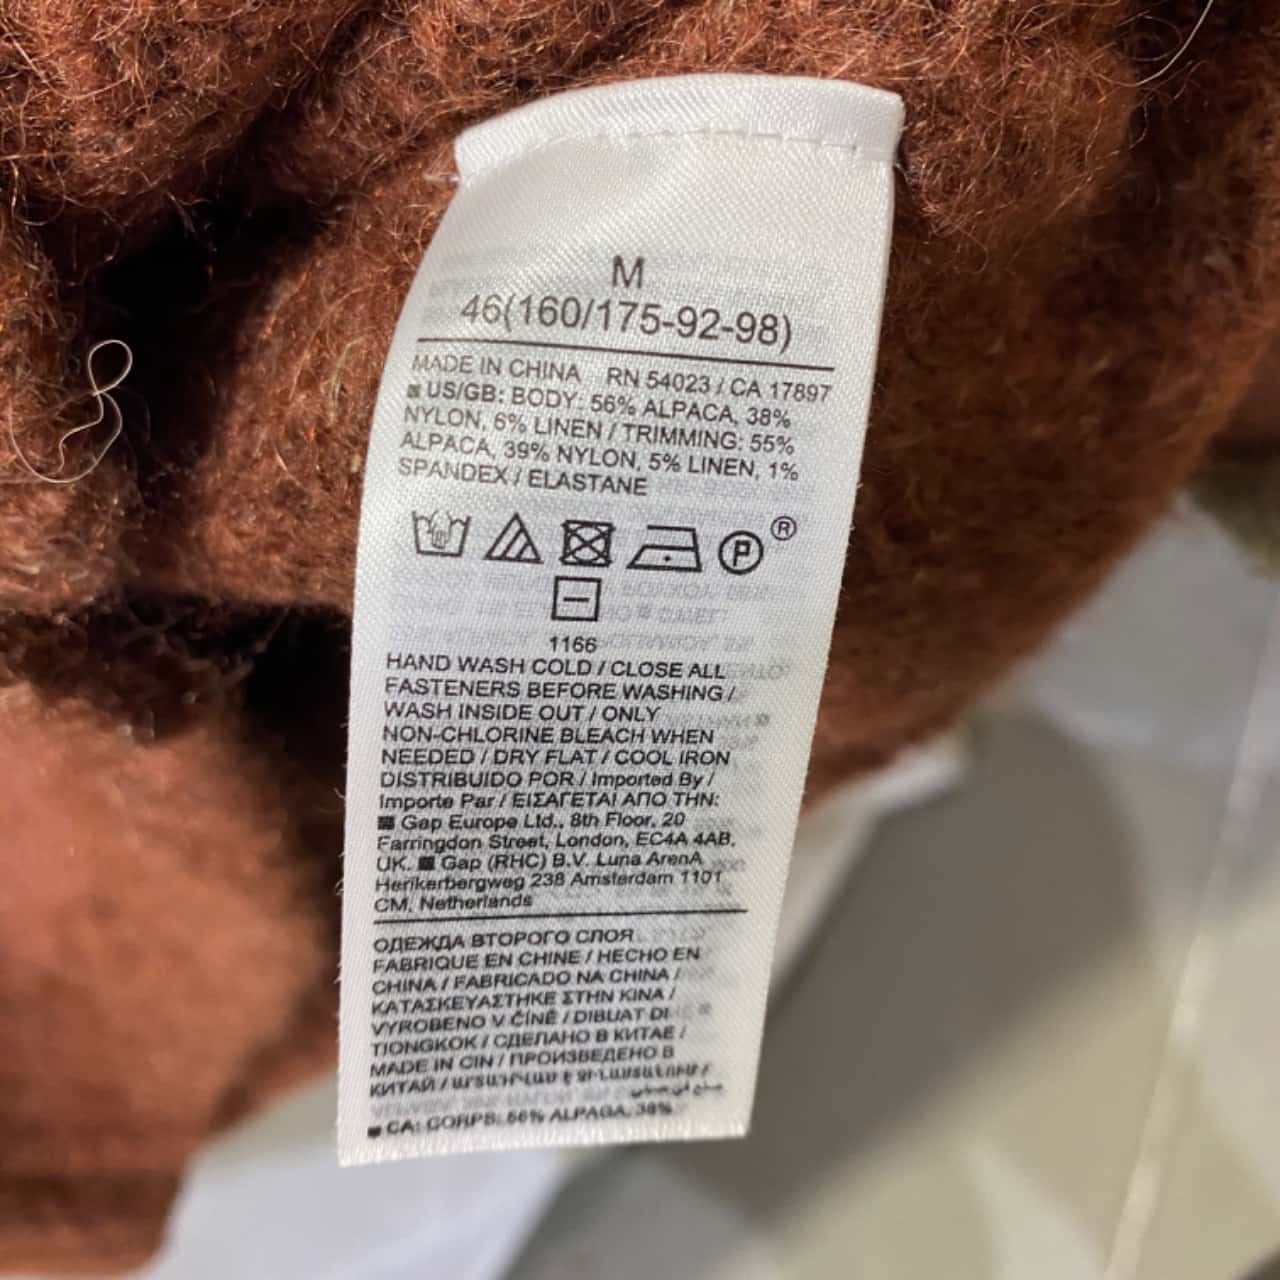 M
46(160/175-92-98)
MADE IN CHINA RN 54023 / CA 17897
US/GB: BODY: 56% ALPACA, 38%
NYLON, 6% LINEN / TRIMMING: 55%
ALPACA, 39% NYLON, 5% LINEN, 1%
SPANDEX / ELASTANE
P ®
1166
HAND WASH COLD / CLOSE ALL
FASTENERS BEFORE WASHING /
WASH INSIDE OUT / ONLY
NON-CHLORINE BLEACH WHEN
NEEDED / DRY FLAT / COOL IRON
DISTRIBUIDO POR / Imported By /
Importe Par / ΕΙΣΑΓΕΤΑΙ ΑΠΟ ΤΗΝ:
Gap Europe Ltd., 8th Floor, 20
Farringdon Street, London, EC4A 4AB,
UK. Gap (RHC) B.V. Luna ArenA
Herikerbergweg 238 Amsterdam 1101
CM, Netherlands
ОДЕЖДА ВТОРОГО СЛОЯ
FABRIQUE EN CHINE / HECHO EN
CHINA / FABRICADO NA CHINA /
ΚΑΤΑΣΚΕΥΑΣΤΗΚΕ ΣΤΗΝ ΚΙΝΑ /
VYROBENO V ČÍNĚ / DIBUAT DI
TIONGKOK / СДЕЛАНО В КИТАЕ /
MADE IN CIN / ПРОИЗВЕДЕНО В
КИТАЙ /
CA: CORPS: 56% ALPAGA, 38%